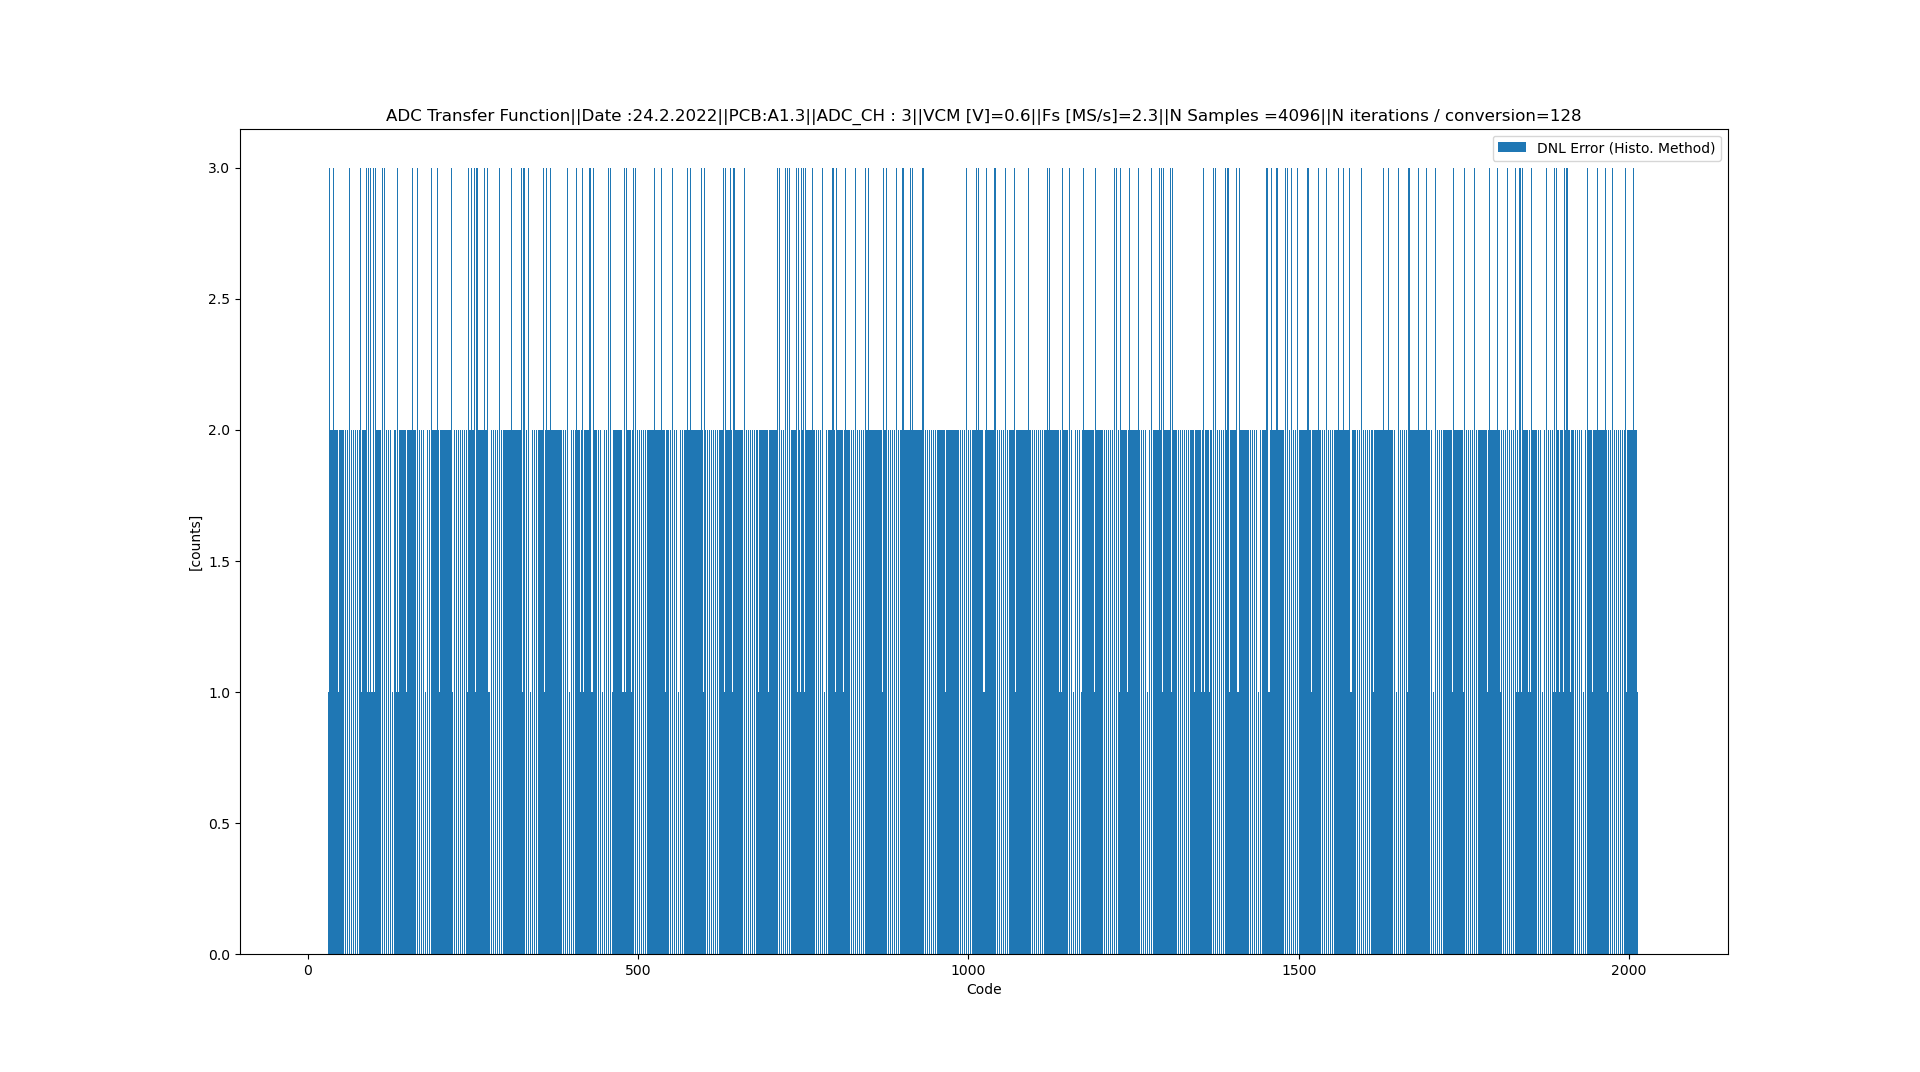 ADC Transfer Function||Date :24.2.2022||PCB:A1.3||ADC_CH : 3||VCM [V]=0.6||Fs [MS/s]=2.3||N Samples =4096||N iterations / conversion=128
DNL Error (Histo. Method)
3.0
2.5
2.0
1.5
1.0
0.5
0.0
[counts]
0 500 1000 1500 2000
Code